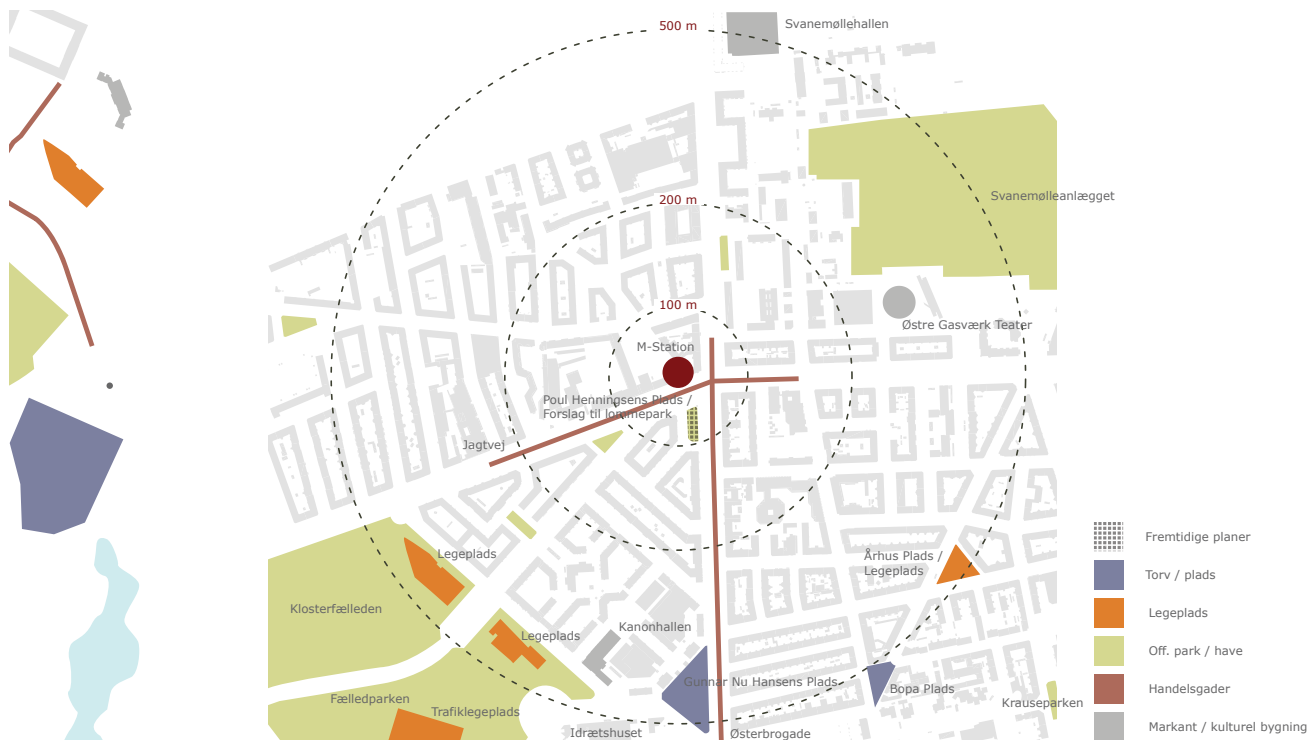 500 m
Svanemøllehallen
Svanemølleanlægget
200 m
100 m
Østre Gasværk Teater
M-Station
Poul Henningsens Plads /
Forslag til lommepark
Jagtvej
Legeplads
Århus Plads /
Legeplads
Klosterfælleden
Kanonhallen
Legeplads
Gunnar Nu Hansens Plads
Bopa Plads
Fælledparken
Krauseparken
Trafiklegeplads
Idrætshuset
Østerbrogade
Fremtidige planer
Torv / plads
Legeplads
Off. park / have
Handelsgader
Markant / kulturel bygning